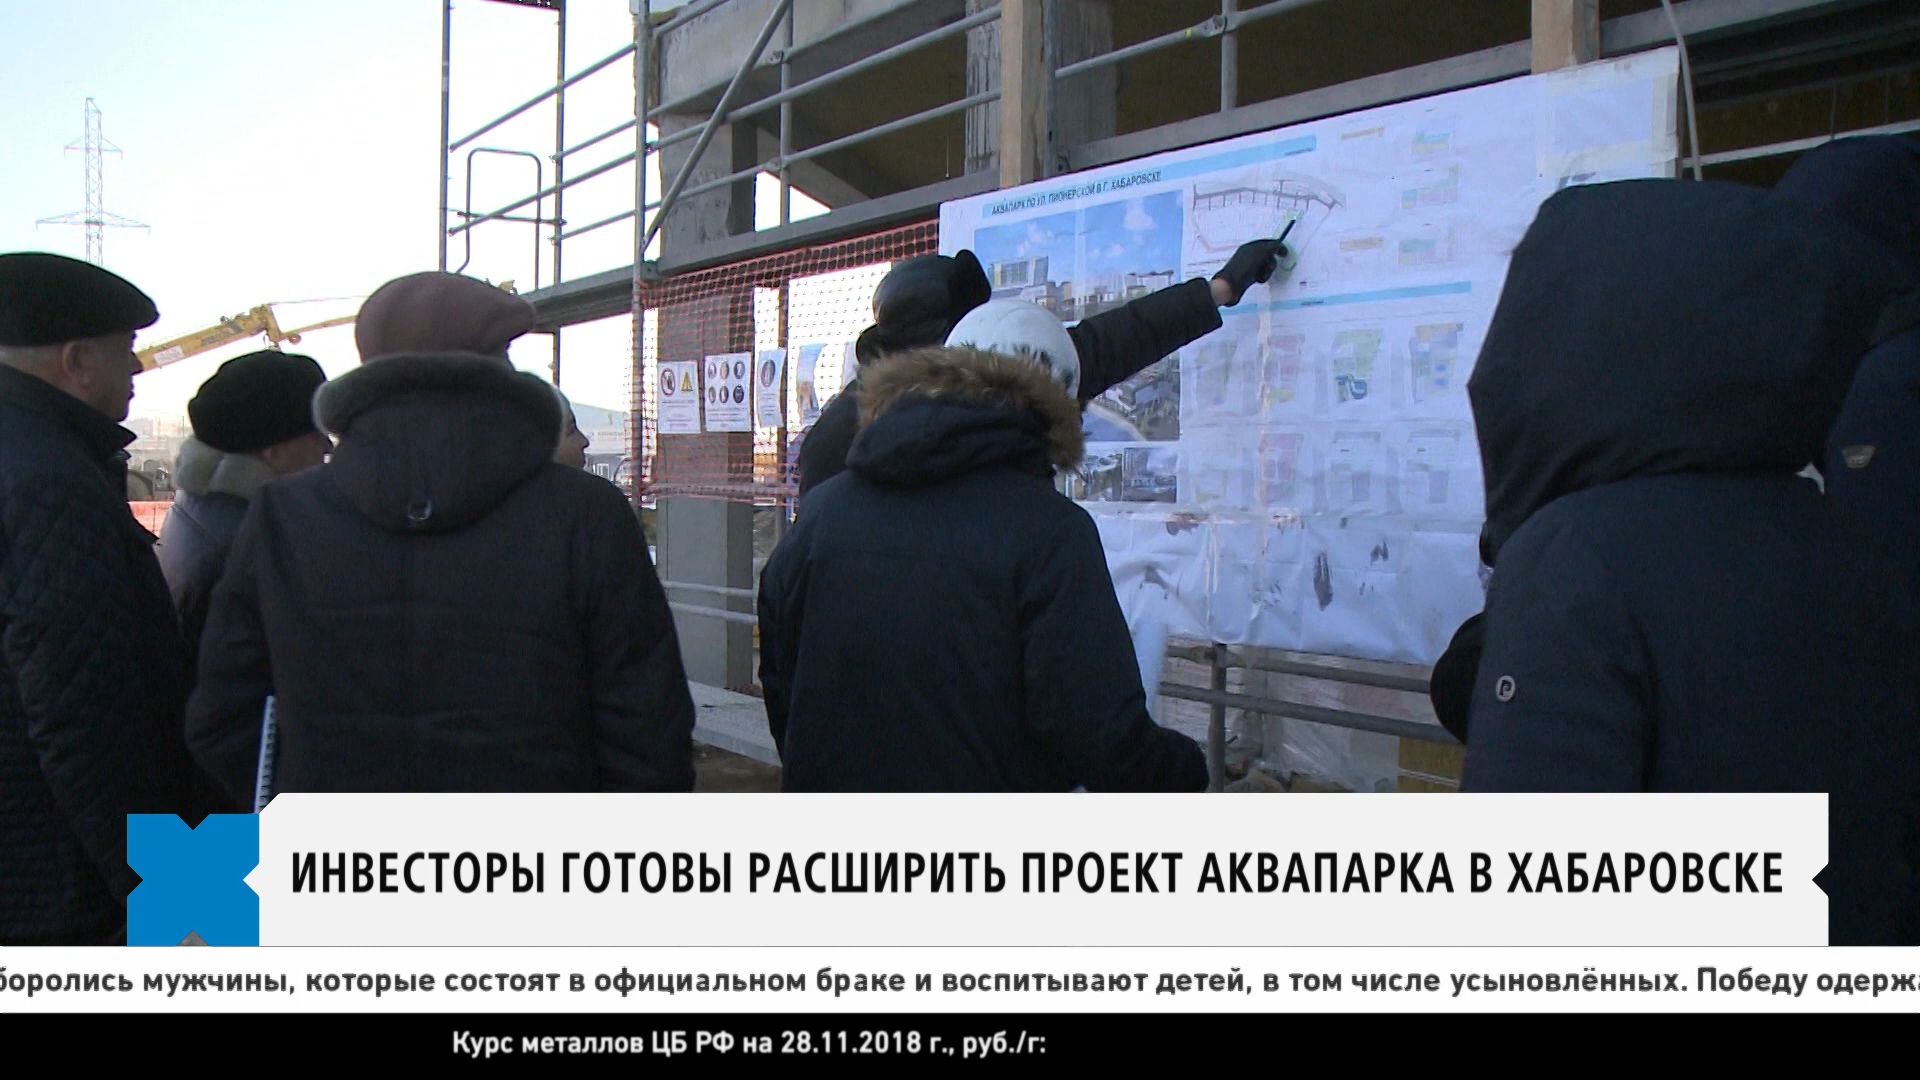 АКВАПАРК ПО УЛ. ПИОНЕРСКОЙ В Г. ХАБАРОВСКЕ
ИНВЕСТОРЫ ГОТОВЫ РАСШИРИТЬ ПРОЕКТ АКВАПАРКА В ХАБАРОВСКЕ
боролись мужчины, которые состоят в официальном браке и воспитывают детей, в том числе усыновлённых. Победу одержа
Курс металлов ЦБ РФ на 28.11.2018 г., руб./г: